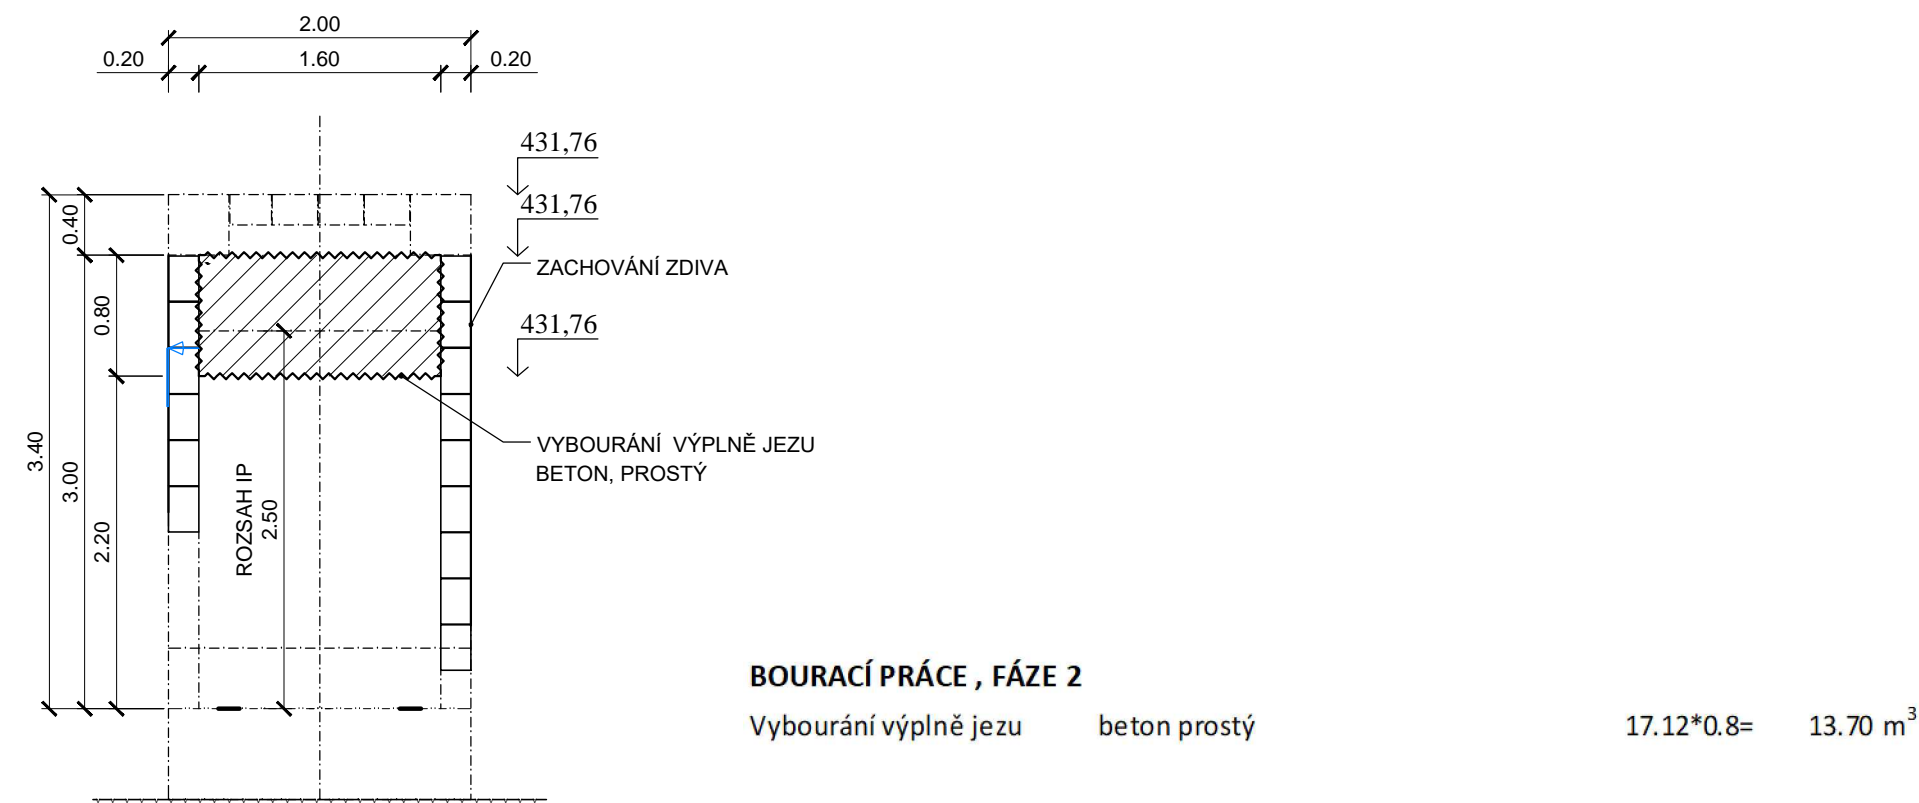 2.00
0.20
1.60
0.20
431,76
431,76
0.40
ZACHOVÁNÍ ZDIVA
0.80
431,76
3.40
3.00
VYBOURÁNÍ VÝPLNĚ JEZU
BETON, PROSTÝ
ROZSAH IP
2.50
2.20
BOURACÍ PRÁCE , FÁZE 2
Vybourání výplně jezu beton prostý 17.12*0.8= 13.70 m³